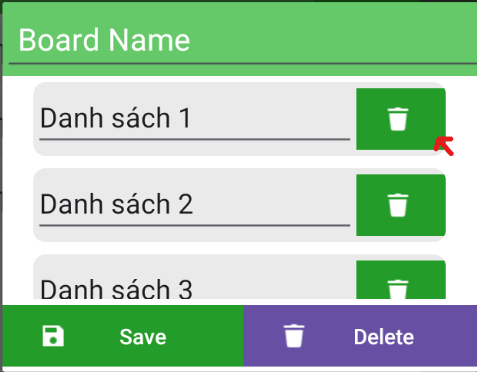 Board Name
Danh sách 1
Danh sách 2
Danh sách 3
Save Delete